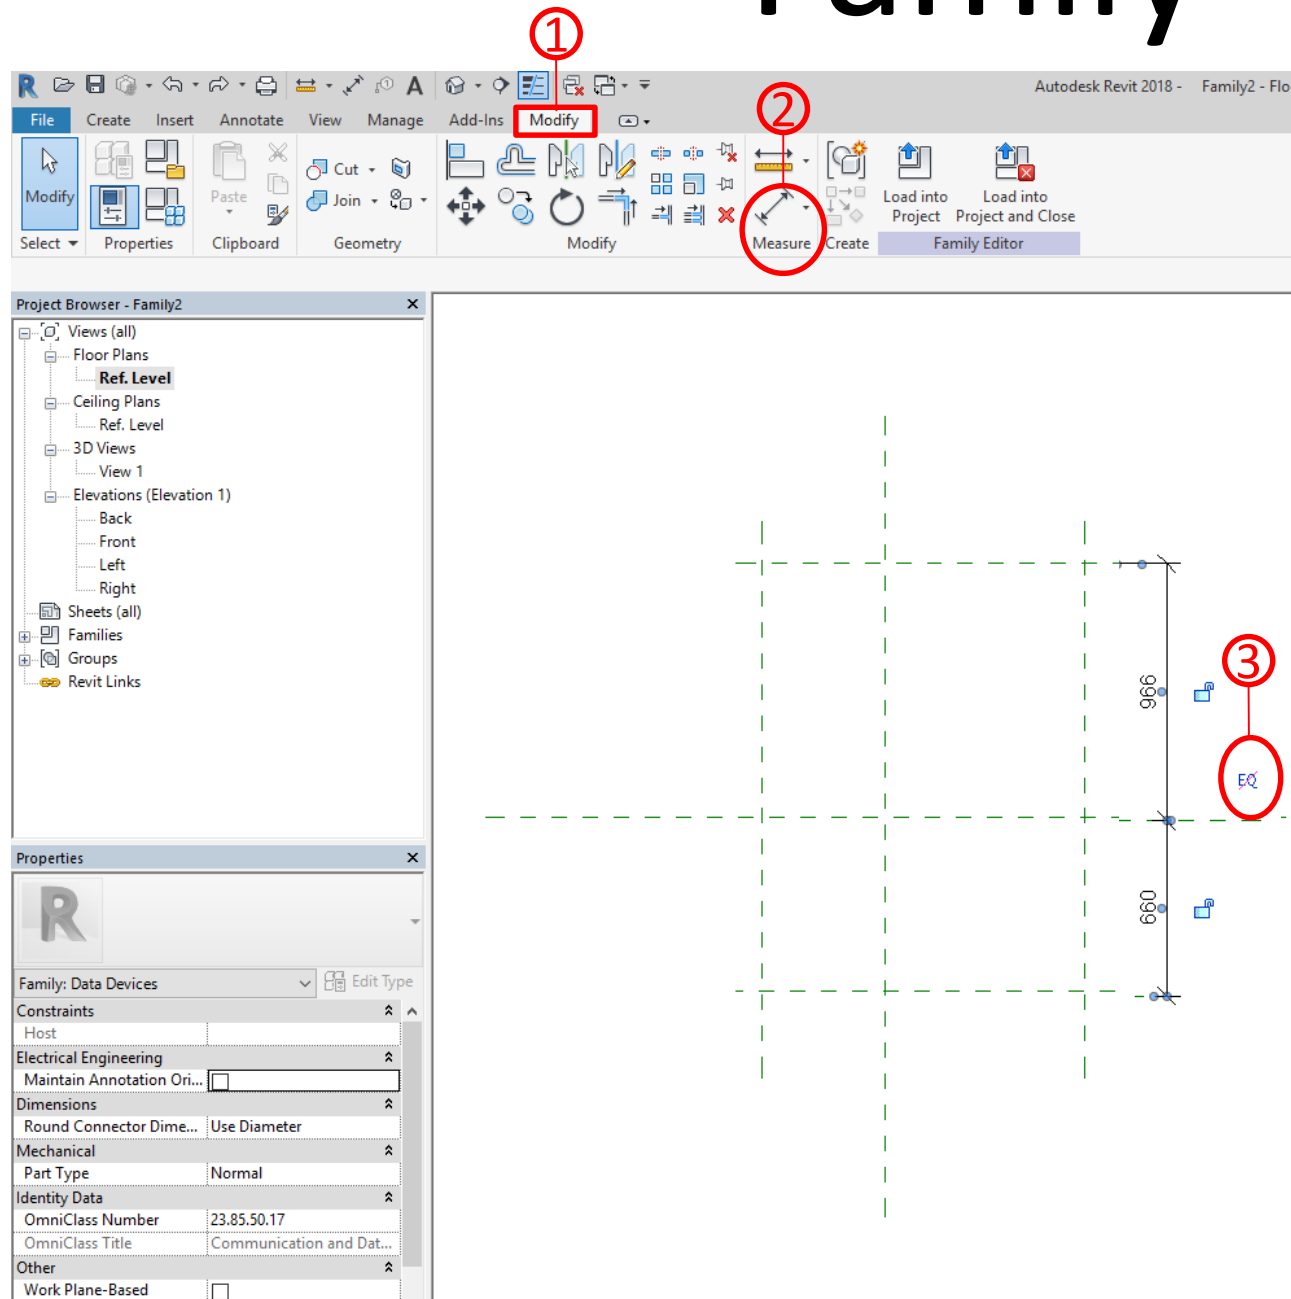 Family
1
Autodesk Revit 2018 - Family2 - Flo
File Create Insert Annotate View Manage Add-Ins Modify
2
Modify
Cut
Join
Paste
Load into Project
Load into Project and Close
Select Properties Clipboard Geometry Modify Measure Create Family Editor
Project Browser - Family2
Views (all)
Floor Plans
Ref. Level
Ceiling Plans
Ref. Level
3D Views
View 1
Elevations (Elevation 1)
Back
Front
Left
Right
Sheets (all)
Families
Groups
Revit Links
966
3
EQ
660
Properties
Family: Data Devices Edit Type
Constraints
Host
Electrical Engineering
Maintain Annotation Ori...
Dimensions
Round Connector Dime... Use Diameter
Mechanical
Part Type Normal
Identity Data
OmniClass Number 23.85.50.17
OmniClass Title Communication and Dat...
Other
Work Plane-Based